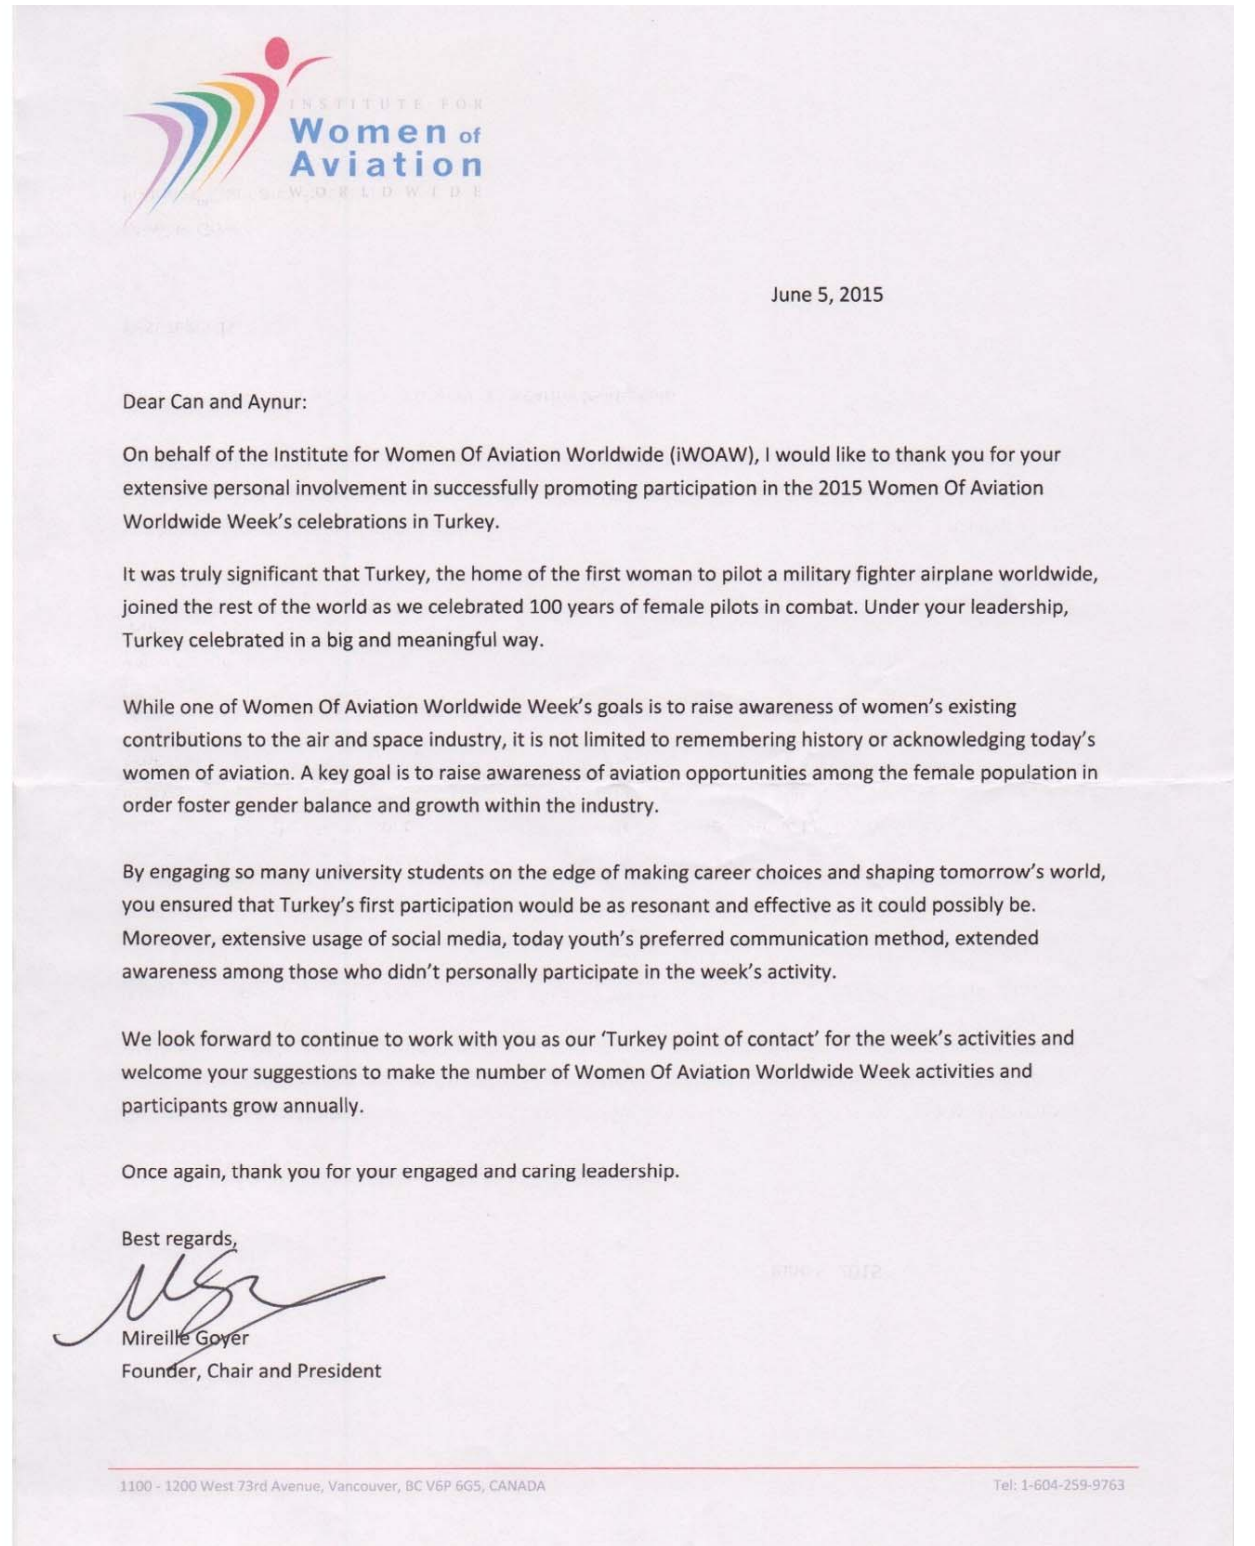 INSTITUTE FOR
Women of
Aviation
WORLDWIDE
June 5, 2015
Dear Can and Aynur:
On behalf of the Institute for Women Of Aviation Worldwide (iWOAW), I would like to thank you for your
extensive personal involvement in successfully promoting participation in the 2015 Women Of Aviation
Worldwide Week's celebrations in Turkey.
It was truly significant that Turkey, the home of the first woman to pilot a military fighter airplane worldwide,
joined the rest of the world as we celebrated 100 years of female pilots in combat. Under your leadership,
Turkey celebrated in a big and meaningful way.
While one of Women Of Aviation Worldwide Week's goals is to raise awareness of women's existing
contributions to the air and space industry, it is not limited to remembering history or acknowledging today's
women of aviation. A key goal is to raise awareness of aviation opportunities among the female population in
order foster gender balance and growth within the industry.
By engaging so many university students on the edge of making career choices and shaping tomorrow's world,
you ensured that Turkey's first participation would be as resonant and effective as it could possibly be.
Moreover, extensive usage of social media, today youth's preferred communication method, extended
awareness among those who didn't personally participate in the week's activity.
We look forward to continue to work with you as our 'Turkey point of contact' for the week's activities and
welcome your suggestions to make the number of Women Of Aviation Worldwide Week activities and
participants grow annually.
Once again, thank you for your engaged and caring leadership.
Best regards,
Mireille Goyer
Founder, Chair and President
1100 - 1200 West 73rd Avenue, Vancouver, BC V6P 6G5, CANADA
Tel: 1-604-259-9763